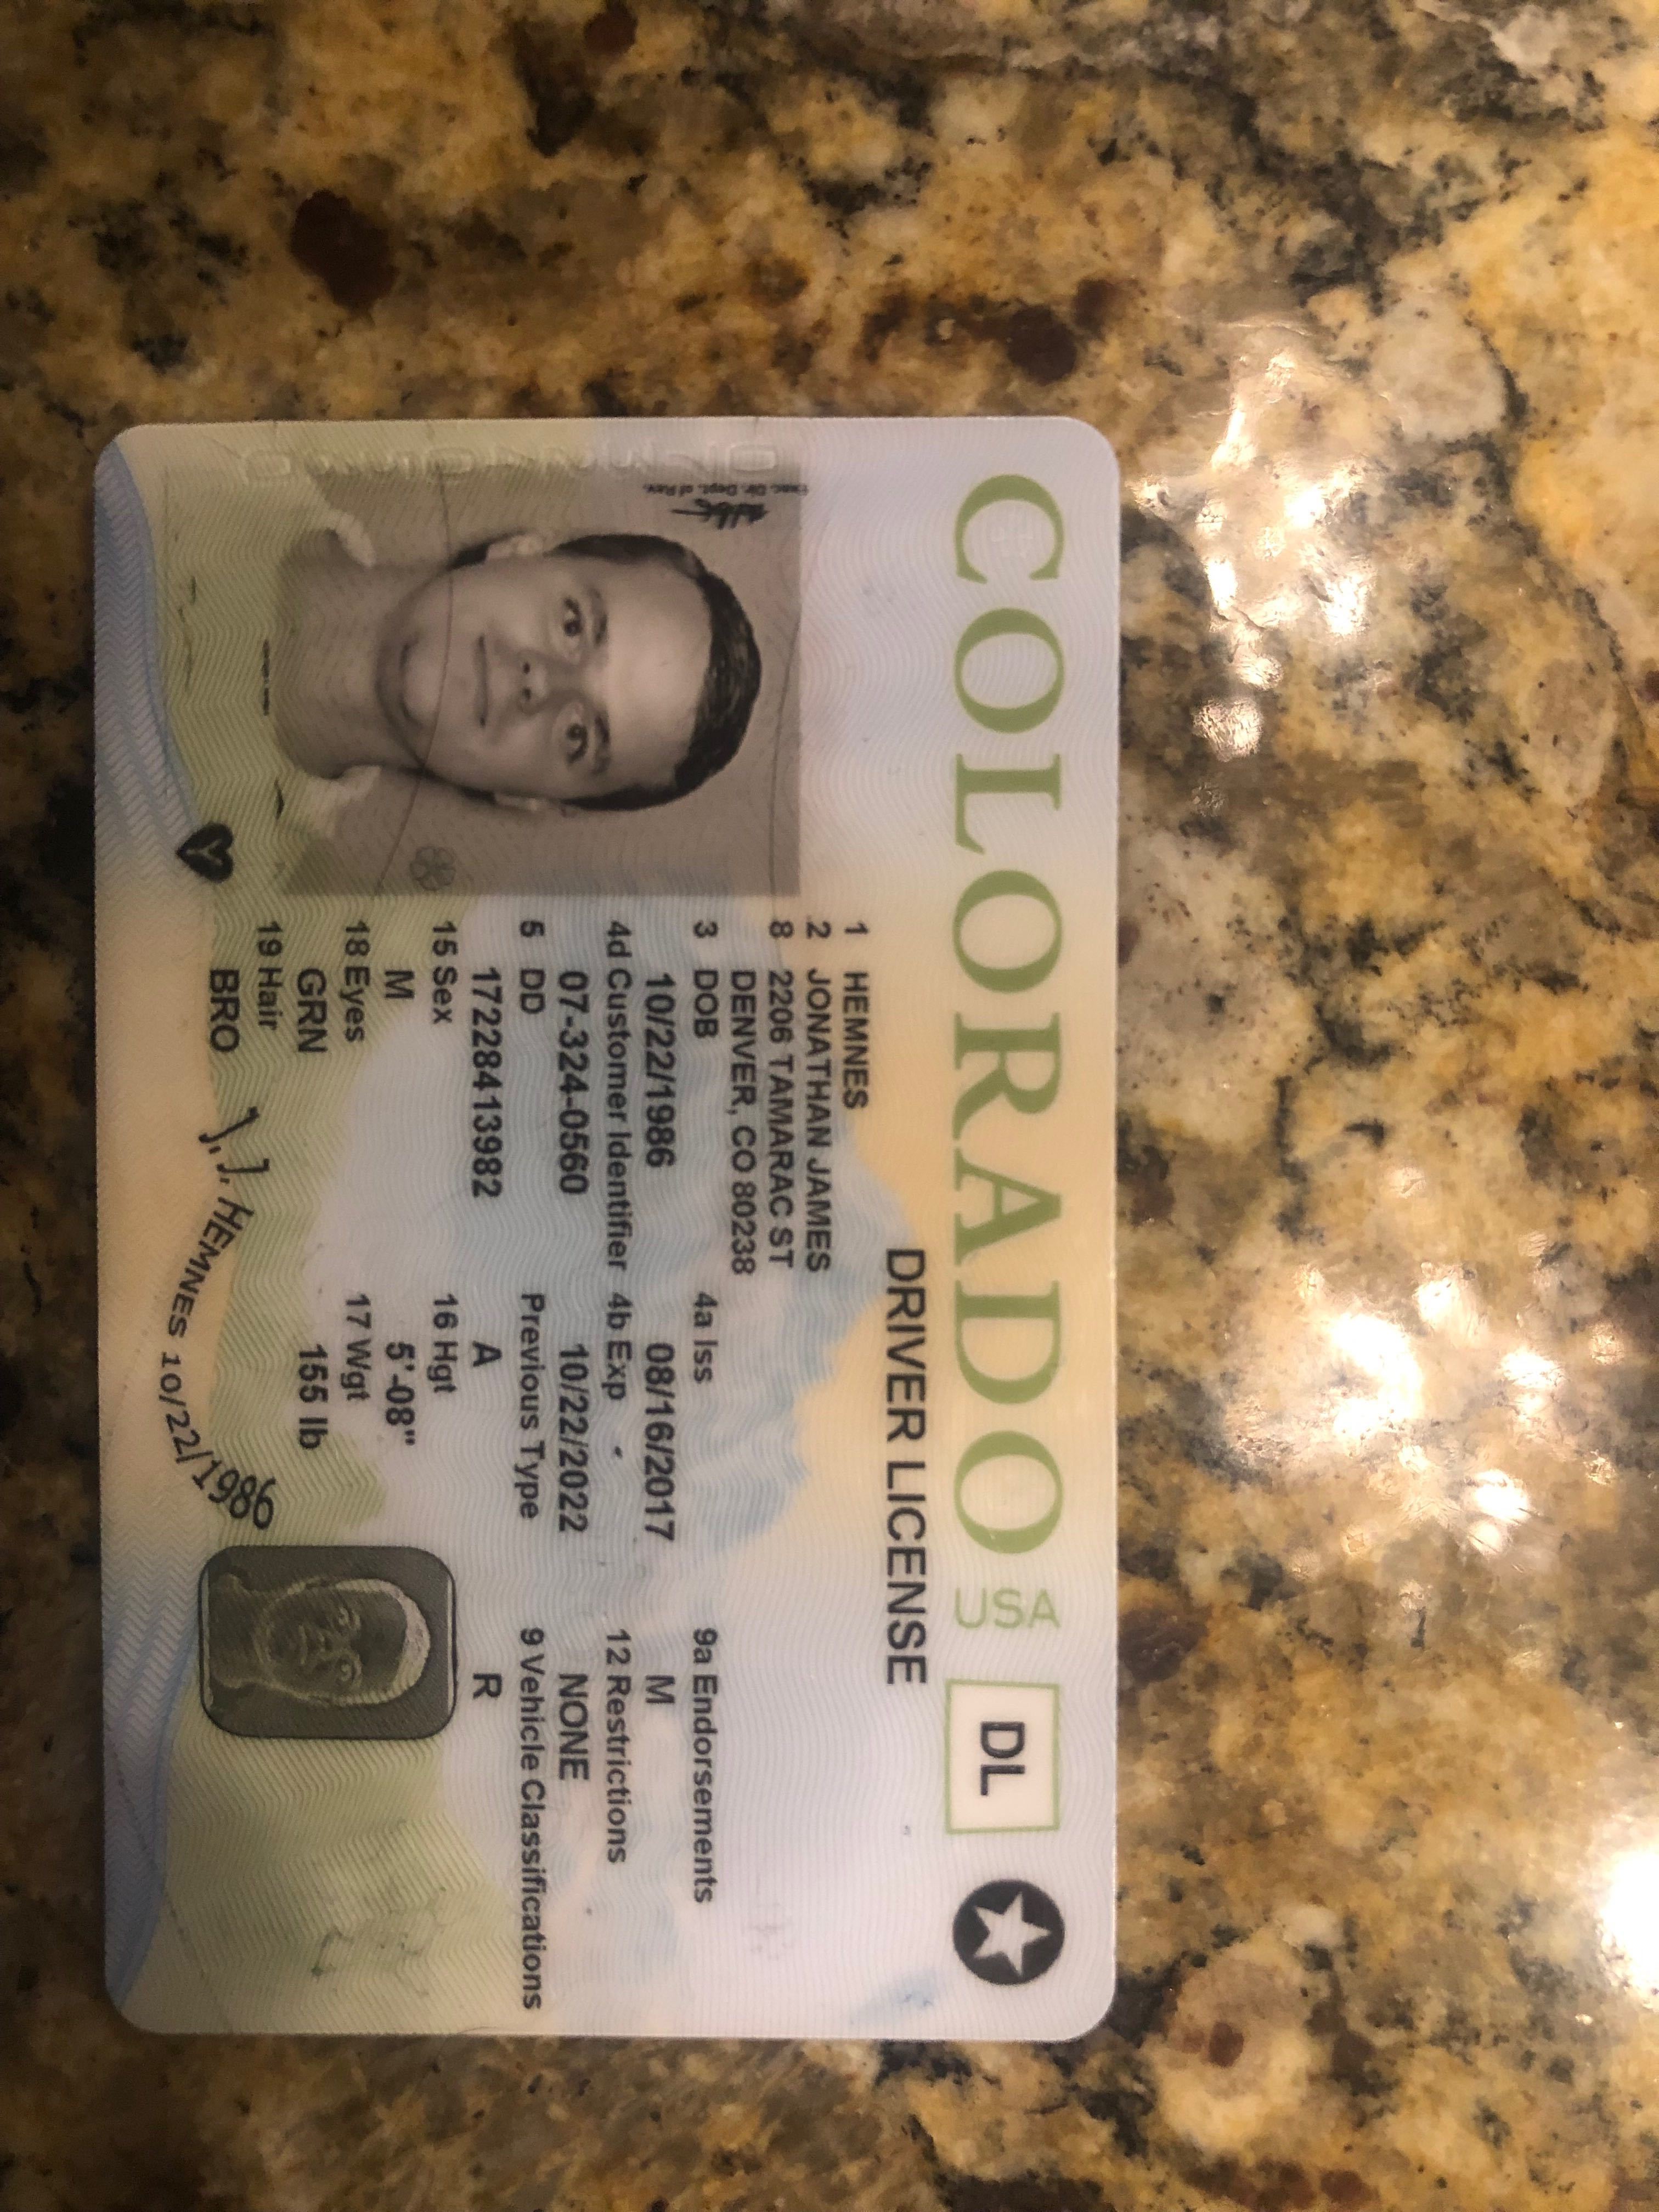 COLORADO USA DL
DRIVER LICENSE
1 HEMNES
2 JONATHAN JAMES
8 2206 TAMARAC ST
DENVER, CO 80238
3 DOB
10/22/1986
4a Iss
08/16/2017
9a Endorsements
M
4d Customer Identifier
07-324-0560
4b Exp
10/22/2022
12 Restrictions
NONE
5 DD
17228413982
Previous Type
A
9 Vehicle Classifications
R
15 Sex
M
16 Hgt
5'-08"
18 Eyes
GRN
17 Wgt
155 lb
19 Hair
BRO
Y
J.J. HEMNES 10/22/1986
Exec. Dir. Dept. of Rev.